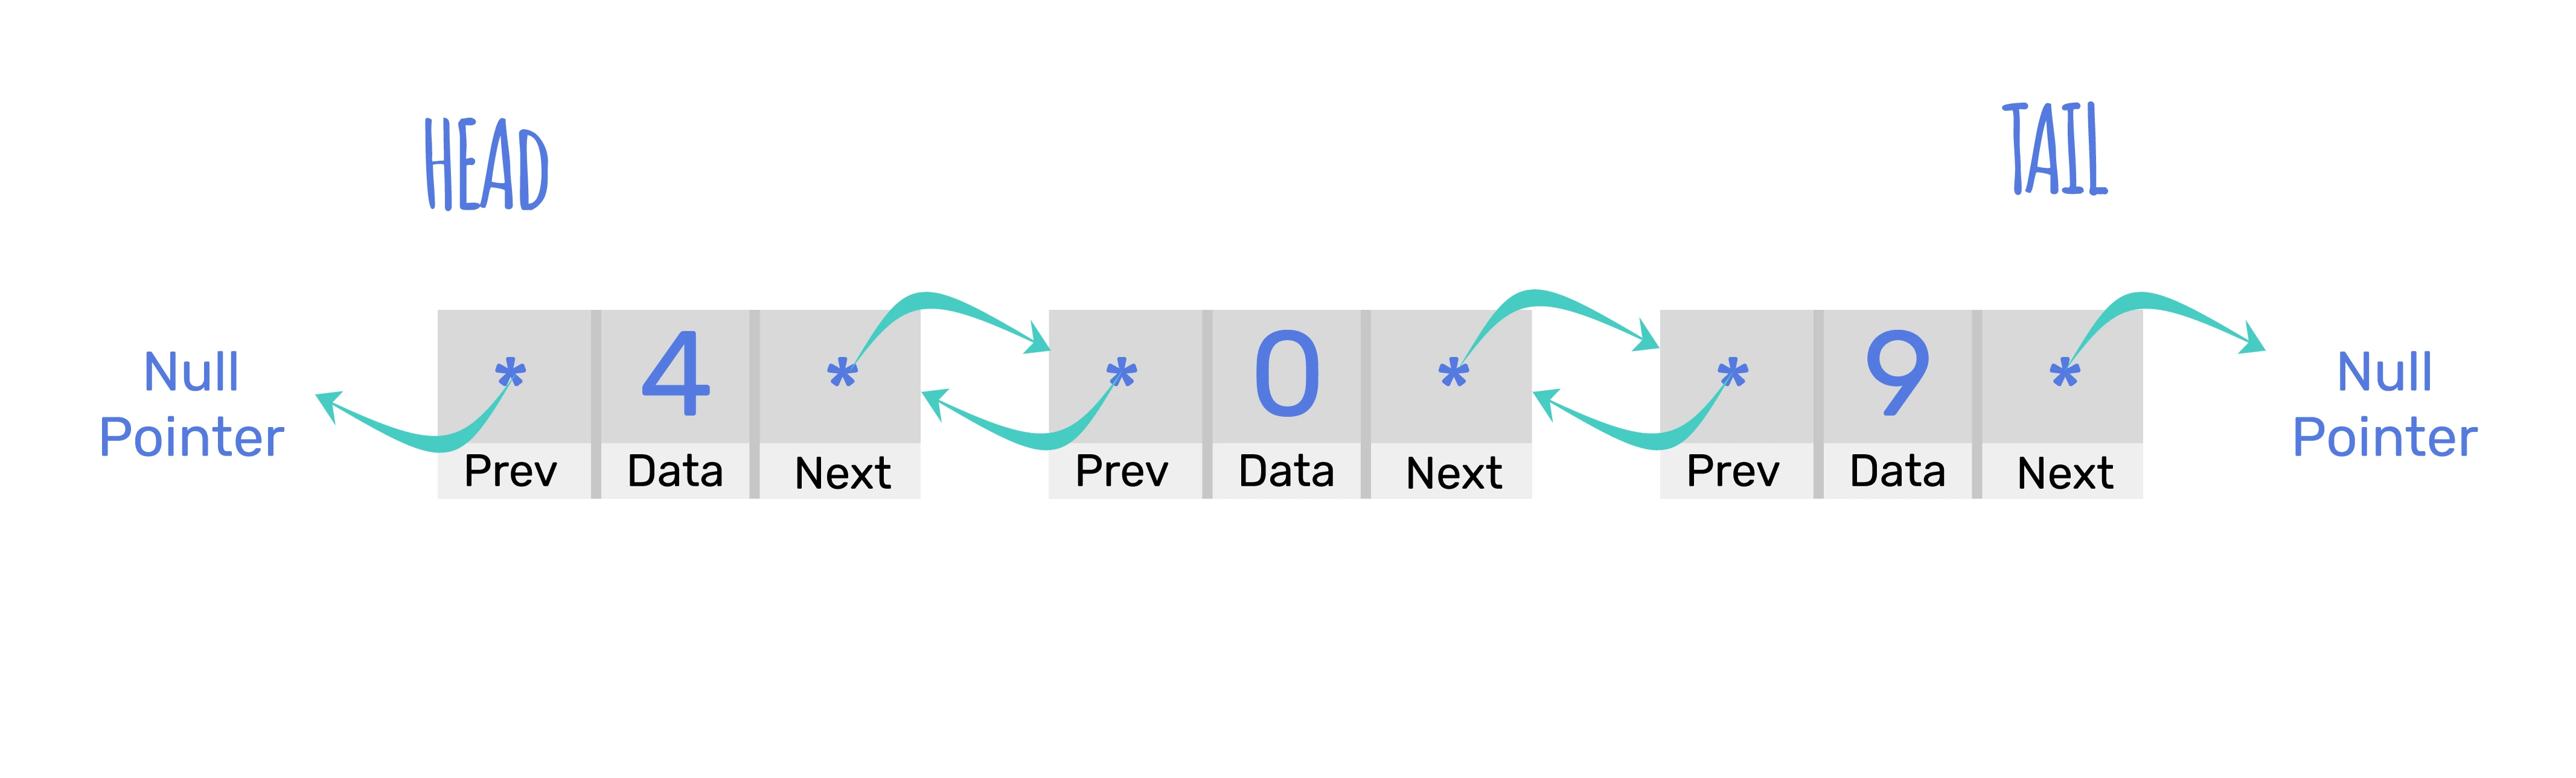 HEAD
TAIL
Null
Pointer
* 4 *
Prev Data Next
* 0 *
Prev Data Next
* 9 *
Prev Data Next
Null
Pointer